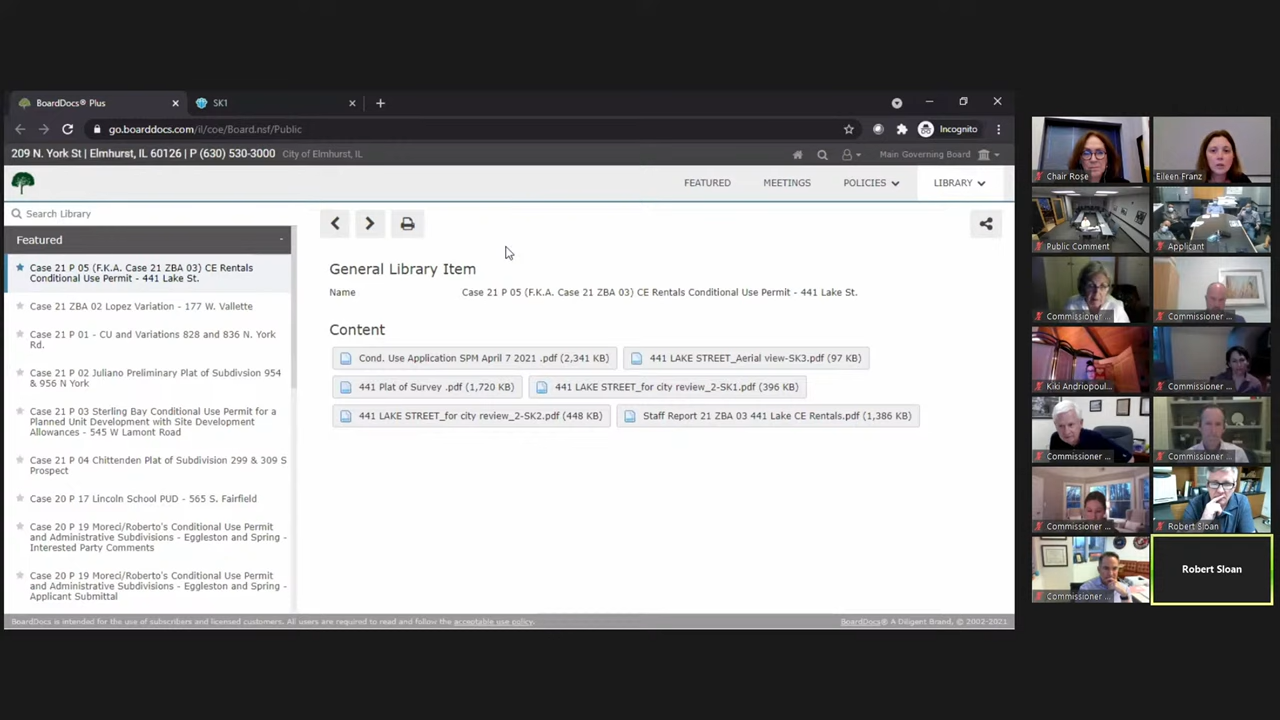 BoardDocs® Plus
SK1
go.boarddocs.com/il/coe/Board.nsf/Public
Incognito
209 N. York St | Elmhurst, IL 60126 | P (630) 530-3000 City of Elmhurst, IL
Main Governing Board
FEATURED MEETINGS POLICIES LIBRARY
Search Library
Featured
Case 21 P 05 (F.K.A. Case 21 ZBA 03) CE Rentals
Conditional Use Permit - 441 Lake St.
Case 21 ZBA 02 Lopez Variation - 177 W. Vallette
Case 21 P 01 - CU and Variations 828 and 836 N. York
Rd.
Case 21 P 02 Juliano Preliminary Plat of Subdivsion 954
& 956 N York
Case 21 P 03 Sterling Bay Conditional Use Permit for a
Planned Unit Development with Site Development
Allowances - 545 W Lamont Road
Case 21 P 04 Chittenden Plat of Subdivision 299 & 309 S
Prospect
Case 20 P 17 Lincoln School PUD - 565 S. Fairfield
Case 20 P 19 Moreci/Roberto's Conditional Use Permit
and Administrative Subdivisions - Eggleston and Spring -
Interested Party Comments
Case 20 P 19 Moreci/Roberto's Conditional Use Permit
and Administrative Subdivisions - Eggleston and Spring -
Applicant Submittal
General Library Item
Name Case 21 P 05 (F.K.A. Case 21 ZBA 03) CE Rentals Conditional Use Permit - 441 Lake St.
Content
Cond. Use Application SPM April 7 2021 .pdf (2,341 KB)
441 LAKE STREET_Aerial view-SK3.pdf (97 KB)
441 Plat of Survey .pdf (1,720 KB)
441 LAKE STREET_for city review_2-SK1.pdf (396 KB)
441 LAKE STREET_for city review_2-SK2.pdf (448 KB)
Staff Report 21 ZBA 03 441 Lake CE Rentals.pdf (1,386 KB)
BoardDocs is intended for the use of subscribers and licensed customers. All users are required to read and follow the acceptable use policy.
BoardDocs® A Diligent Brand, © 2002-2021
Chair Rose
Eileen Franz
Public Comment
Applicant
Commissioner ...
Commissioner ...
Kiki Andriopoul...
Commissioner ...
Commissioner ...
Commissioner ...
Commissioner ...
Robert Sloan
Commissioner ...
Robert Sloan